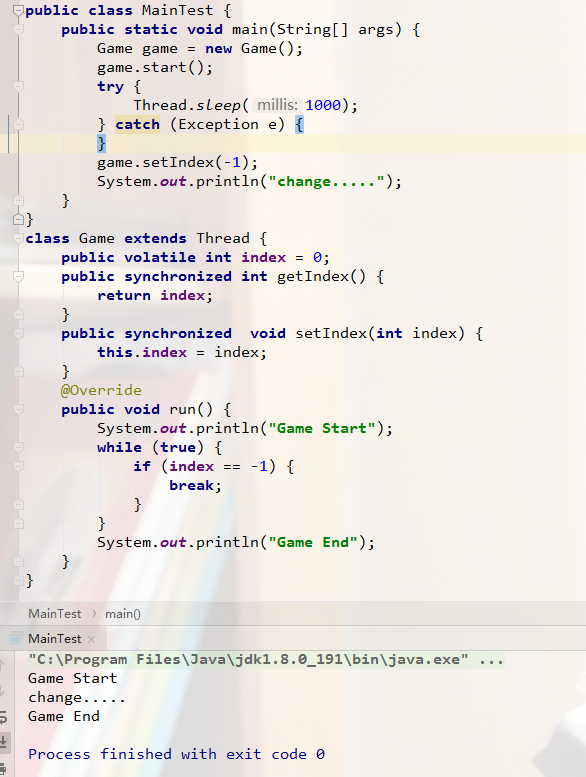 public class MainTest {
public static void main(String[] args) {
Game game = new Game();
game.start();
try {
Thread.sleep( millis: 1000);
} catch (Exception e) {
}
game.setIndex(-1);
System.out.println("change.....");
}
}
class Game extends Thread {
public volatile int index = 0;
public synchronized int getIndex() {
return index;
}
public synchronized  void setIndex(int index) {
this.index = index;
}
@Override
public void run() {
System.out.println("Game Start");
while (true) {
if (index == -1) {
break;
}
}
System.out.println("Game End");
}
}
MainTest › main()
MainTest ×
"C:\Program Files\Java\jdk1.8.0_191\bin\java.exe" ...
Game Start
change.....
Game End
Process finished with exit code 0